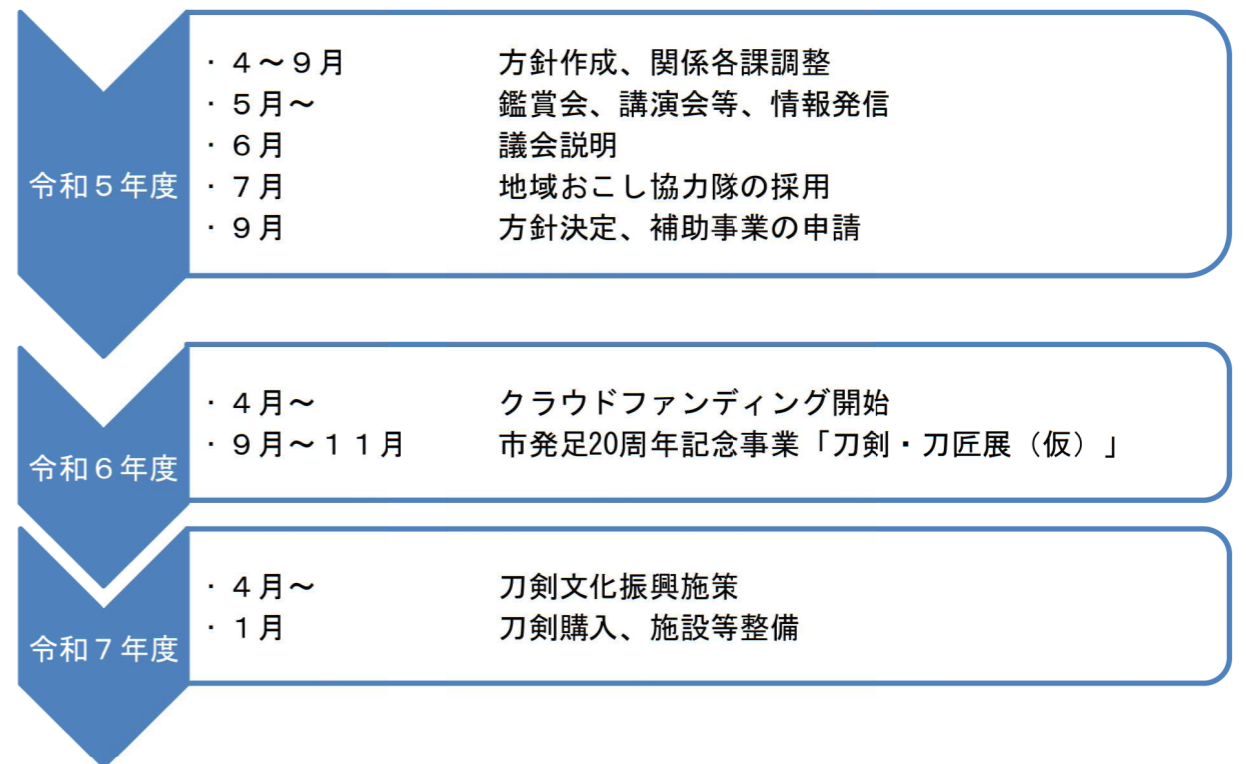 令和５年度
・４～９月 方針作成、関係各課調整
・５月～ 鑑賞会、講演会等、情報発信
・６月 議会説明
・７月 地域おこし協力隊の採用
・９月 方針決定、補助事業の申請
令和６年度
・４月～ クラウドファンディング開始
・９月～１１月 市発足20周年記念事業「刀剣・刀匠展（仮）」
令和７年度
・４月～ 刀剣文化振興施策
・１月 刀剣購入、施設等整備